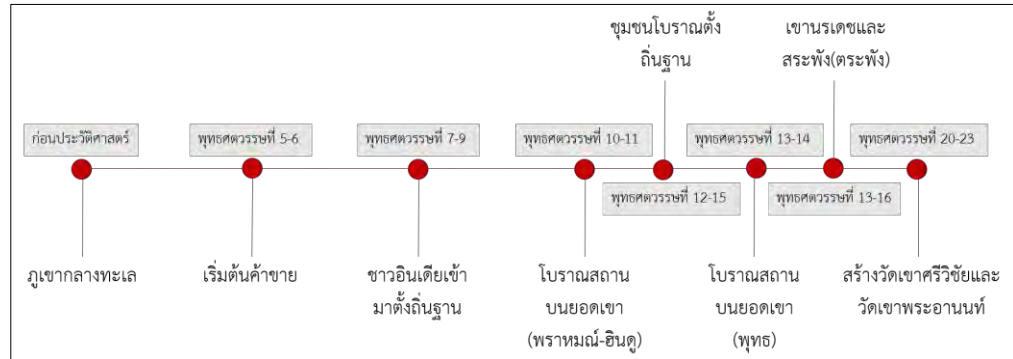 ชุมชนโบราณตั้ง
ถิ่นฐาน
เขานรเดชและ
สระพัง(ตระพัง)
ก่อนประวัติศาสตร์
พุทธศตวรรษที่ 5-6
พุทธศตวรรษที่ 7-9
พุทธศตวรรษที่ 10-11
พุทธศตวรรษที่ 13-14
พุทธศตวรรษที่ 20-23
พุทธศตวรรษที่ 12-15
พุทธศตวรรษที่ 13-16
ภูเขากลางทะเล
เริ่มต้นค้าขาย
ชาวอินเดียเข้า
มาตั้งถิ่นฐาน
โบราณสถาน
บนยอดเขา
(พราหมณ์-ฮินดู)
โบราณสถาน
บนยอดเขา
(พุทธ)
สร้างวัดเขาศรีวิชัยและ
วัดเขาพระอานนท์